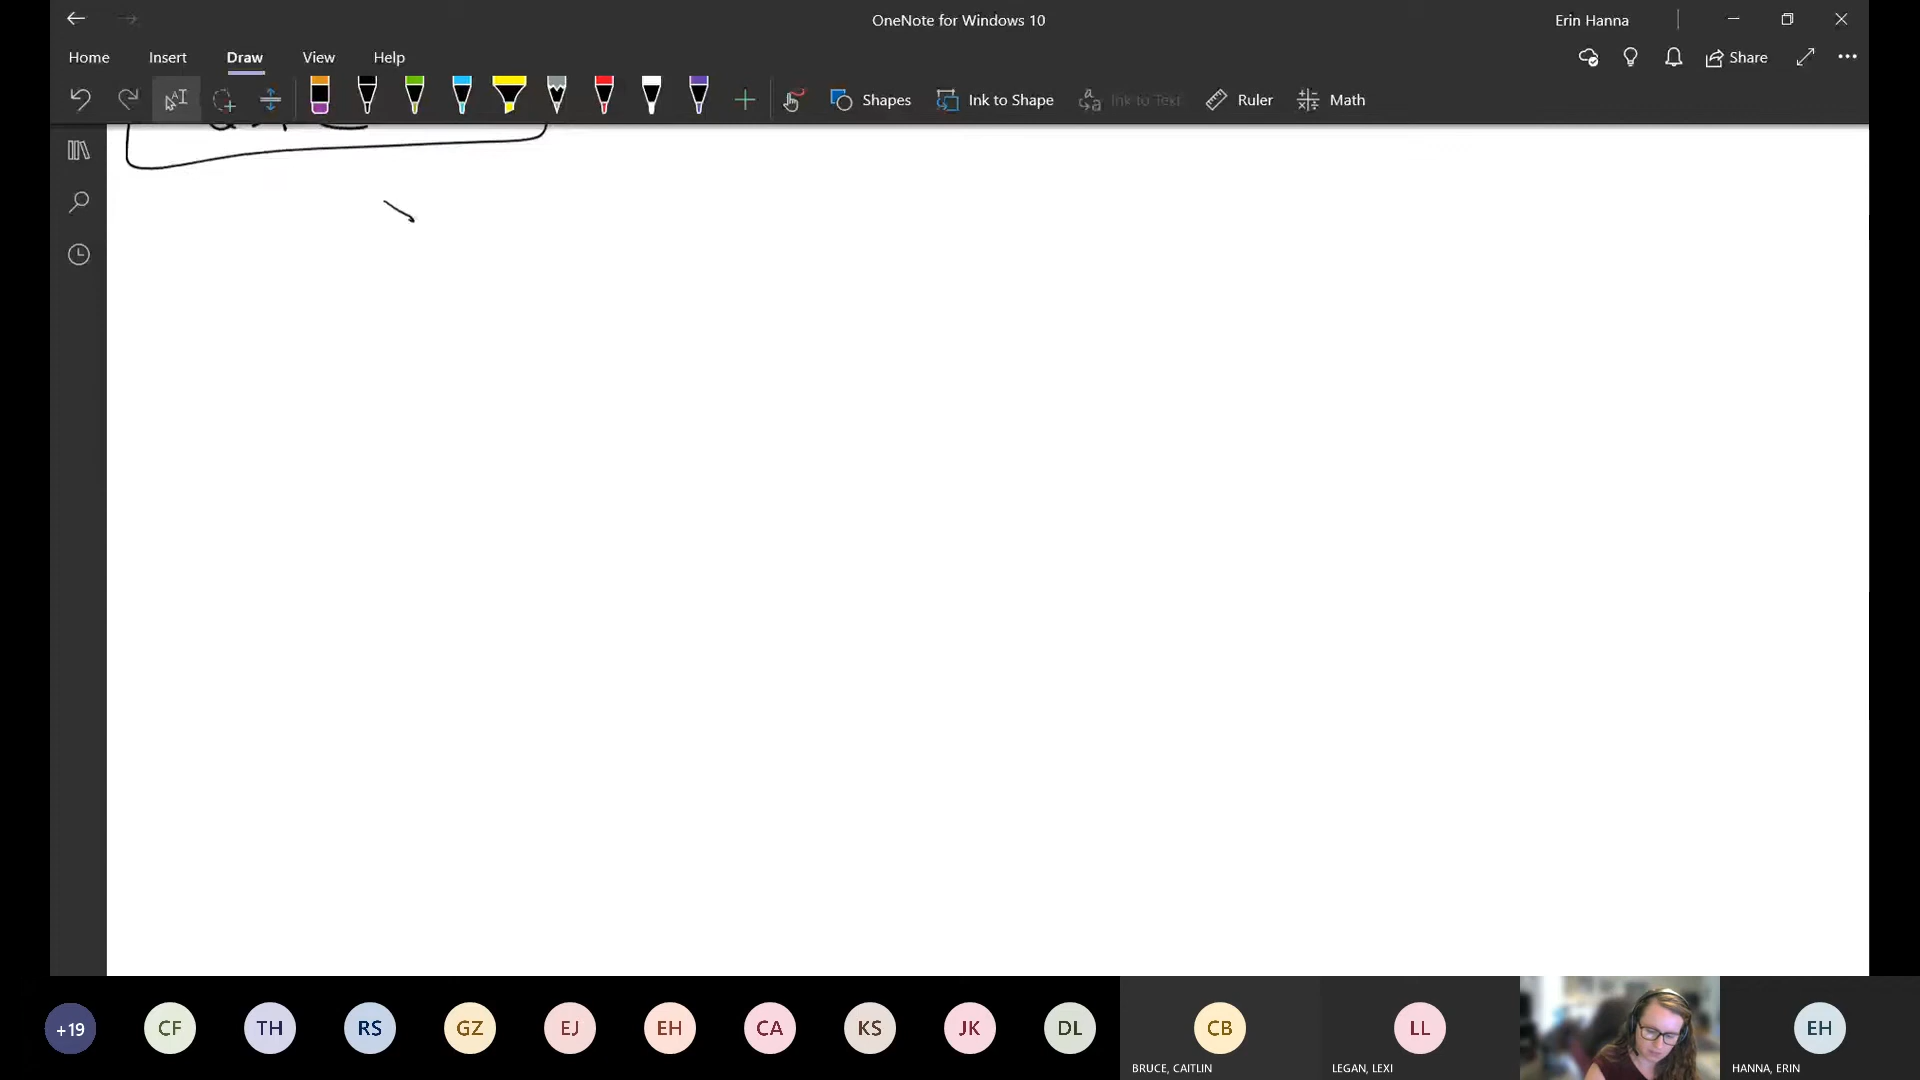 OneNote for Windows 10
Erin Hanna
Home Insert Draw View Help
Share
Shapes Ink to Shape Ink to Text Ruler Math
+19 CF TH RS GZ EJ EH CA KS JK DL CB LL EH
BRUCE, CAITLIN LEGAN, LEXI HANNA, ERIN